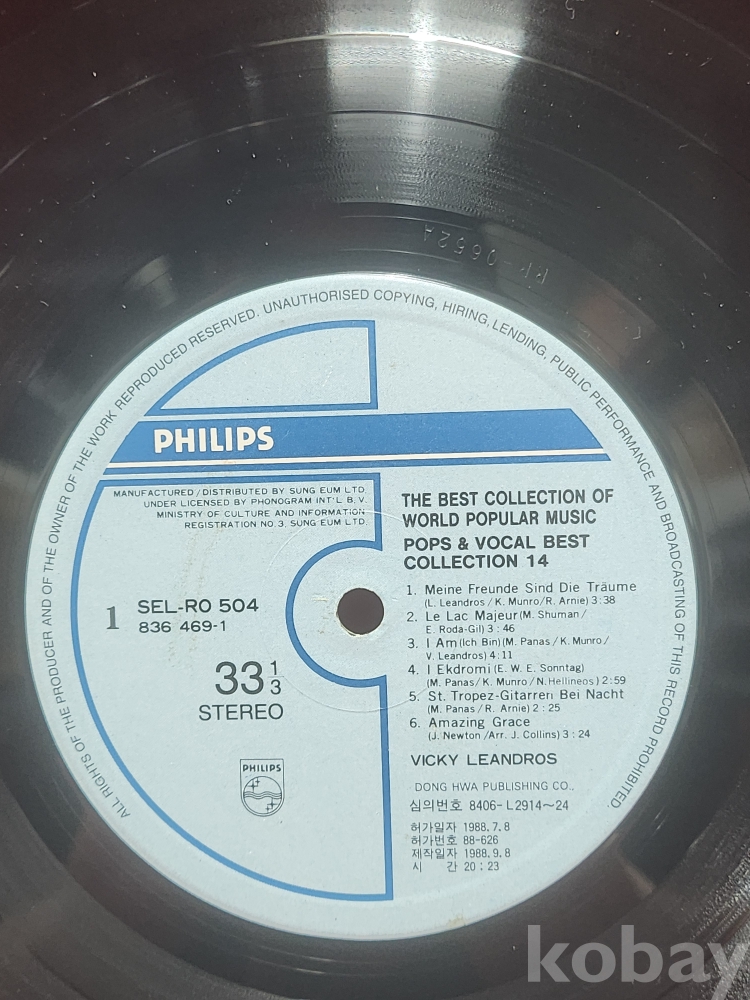 PP-0652A
ALL RIGHTS OF THE PRODUCER AND OF THE OWNER OF THE WORK REPRODUCED RESERVED. UNAUTHORISED COPYING, HIRING, LENDING, PUBLIC PERFORMANCE AND BROADCASTING OF THIS RECORD PROHIBITED.
PHILIPS
MANUFACTURED/DISTRIBUTED BY SUNG EUM LTD.
UNDER LICENSED BY PHONOGRAM INT'L B.V.
MINISTRY OF CULTURE AND INFORMATION
REGISTRATION NO.3, SUNG EUM LTD.
1
SEL-RO 504
836 469-1
33 1/3
STEREO
PHILIPS
THE BEST COLLECTION OF
WORLD POPULAR MUSIC
POPS & VOCAL BEST
COLLECTION 14
1. Meine Freunde Sind Die Träume
(L. Leandros/K. Munro/R. Arnie) 3:38
2. Le Lac Majeur (M. Shuman/
E. Roda-Gil) 3:46
3. I Am (Ich Bin) (M. Panas/K. Munro/
V. Leandros) 4:11
4. I Ekdromi (E. W. E. Sonntag)
(M. Panas/K. Munro/N. Hellineos) 2:59
5. St. Tropez-Gitarren Bei Nacht
(M. Panas/R. Arnie) 2:25
6. Amazing Grace
(J. Newton/Arr. J. Collins) 3:24
VICKY LEANDROS
DONG HWA PUBLISHING CO.,
심의번호 8406-L2914~24
허가일자 1988.7.8
허가번호 88-626
제작일자 1988.9.8
시 간 20:23
kobay